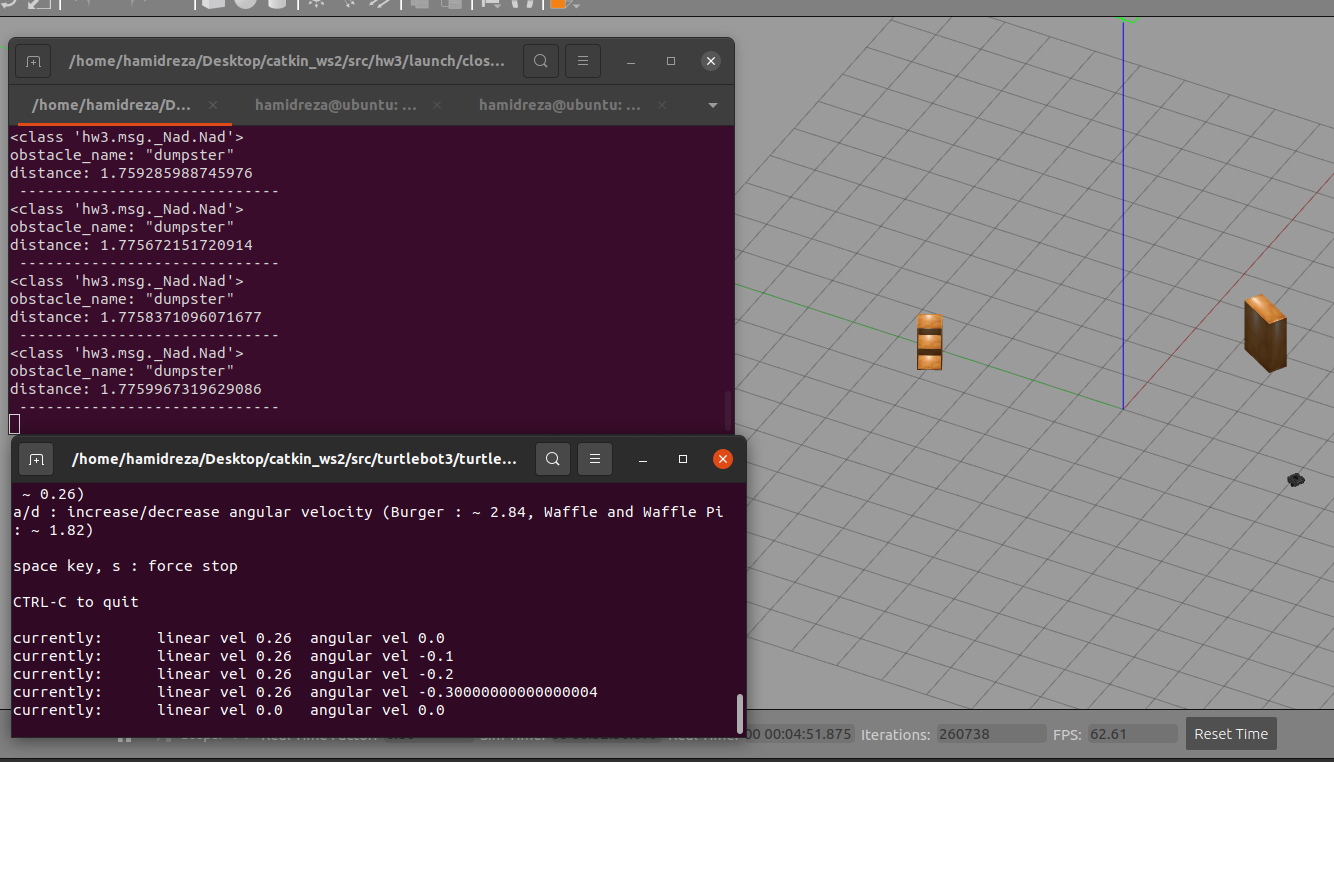 /home/hamidreza/Desktop/catkin_ws2/src/hw3/launch/clos...
/home/hamidreza/D...
hamidreza@ubuntu: ...
hamidreza@ubuntu: ...
<class 'hw3.msg._Nad.Nad'>
obstacle_name: "dumpster"
distance: 1.759285988745976
-----------------------------
<class 'hw3.msg._Nad.Nad'>
obstacle_name: "dumpster"
distance: 1.775672151720914
-----------------------------
<class 'hw3.msg._Nad.Nad'>
obstacle_name: "dumpster"
distance: 1.7758371096071677
-----------------------------
<class 'hw3.msg._Nad.Nad'>
obstacle_name: "dumpster"
distance: 1.7759967319629086
-----------------------------
/home/hamidreza/Desktop/catkin_ws2/src/turtlebot3/turtle...
~ 0.26)
a/d : increase/decrease angular velocity (Burger : ~ 2.84, Waffle and Waffle Pi
: ~ 1.82)
space key, s : force stop
CTRL-C to quit
currently:	linear vel 0.26	angular vel 0.0
currently:	linear vel 0.26	angular vel -0.1
currently:	linear vel 0.26	angular vel -0.2
currently:	linear vel 0.26	angular vel -0.30000000000000004
currently:	linear vel 0.0	angular vel 0.0
00 00:04:51.875 Iterations: 260738 FPS: 62.61 Reset Time